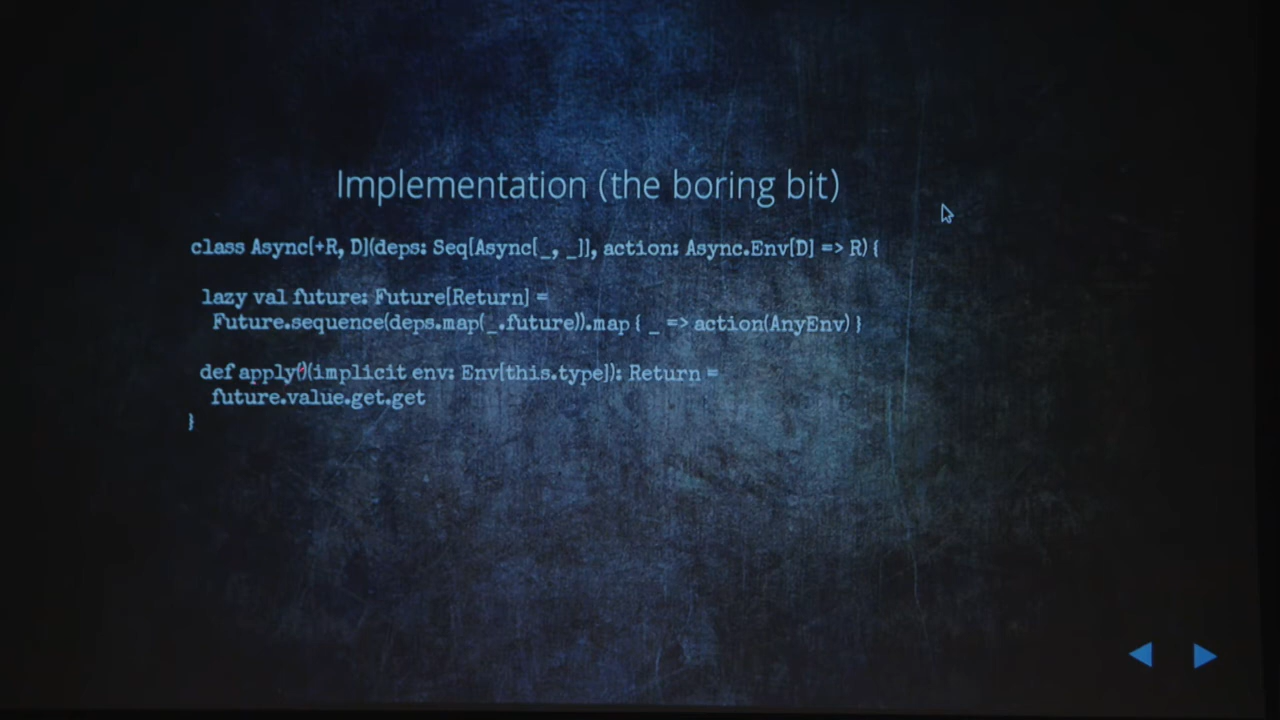 Implementation (the boring bit)
class Async[+R, D](deps: Seq[Async[_, _]], action: Async.Env[D] => R) {
lazy val future: Future[Return] =
Future.sequence(deps.map(_.future)).map { _ => action(AnyEnv) }
def apply()(implicit env: Env[this.type]): Return =
future.value.get.get
}